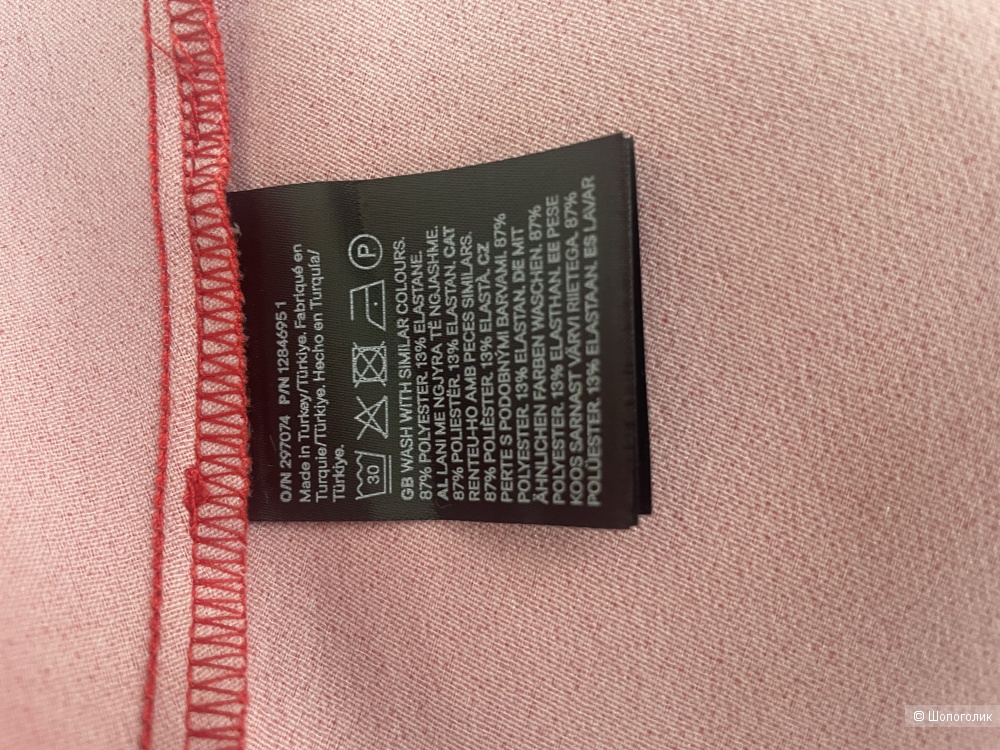 O/N 297074 P/N 1284695 1
Made in Turkey/Türkiye. Fabriqué en
Turquie/Türkiye. Hecho en Turquía/
Türkiye.
30
P
GB WASH WITH SIMILAR COLOURS.
87% POLYESTER. 13% ELASTANE.
AL LANI ME NGJYRA TË NGJASHME.
87% POLIESTËR. 13% ELASTAN. CAT
RENTEU-HO AMB PECES SIMILARS.
87% POLIÈSTER. 13% ELASTÀ. CZ
PERTE S PODOBNÝMI BARVAMI. 87%
POLYESTER. 13% ELASTAN. DE MIT
ÄHNLICHEN FARBEN WASCHEN. 87%
POLYESTER. 13% ELASTHAN. EE PESE
KOOS SARNAST VÄRVI RIIETEGA. 87%
POLÜESTER. 13% ELASTAAN. ES LAVAR
© Шопоголик